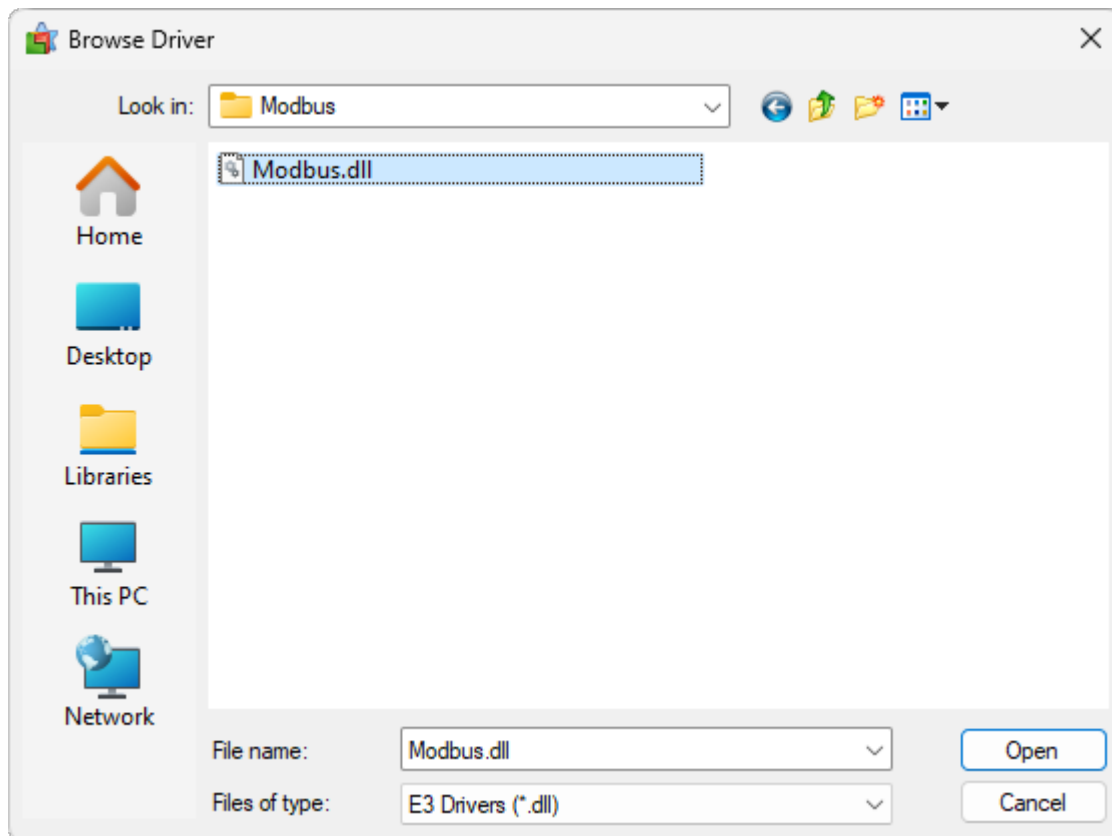 Browse Driver
Look in: Modbus
Modbus.dll
Home
Desktop
Libraries
This PC
Network
File name: Modbus.dll Open
Files of type: E3 Drivers (*.dll) Cancel